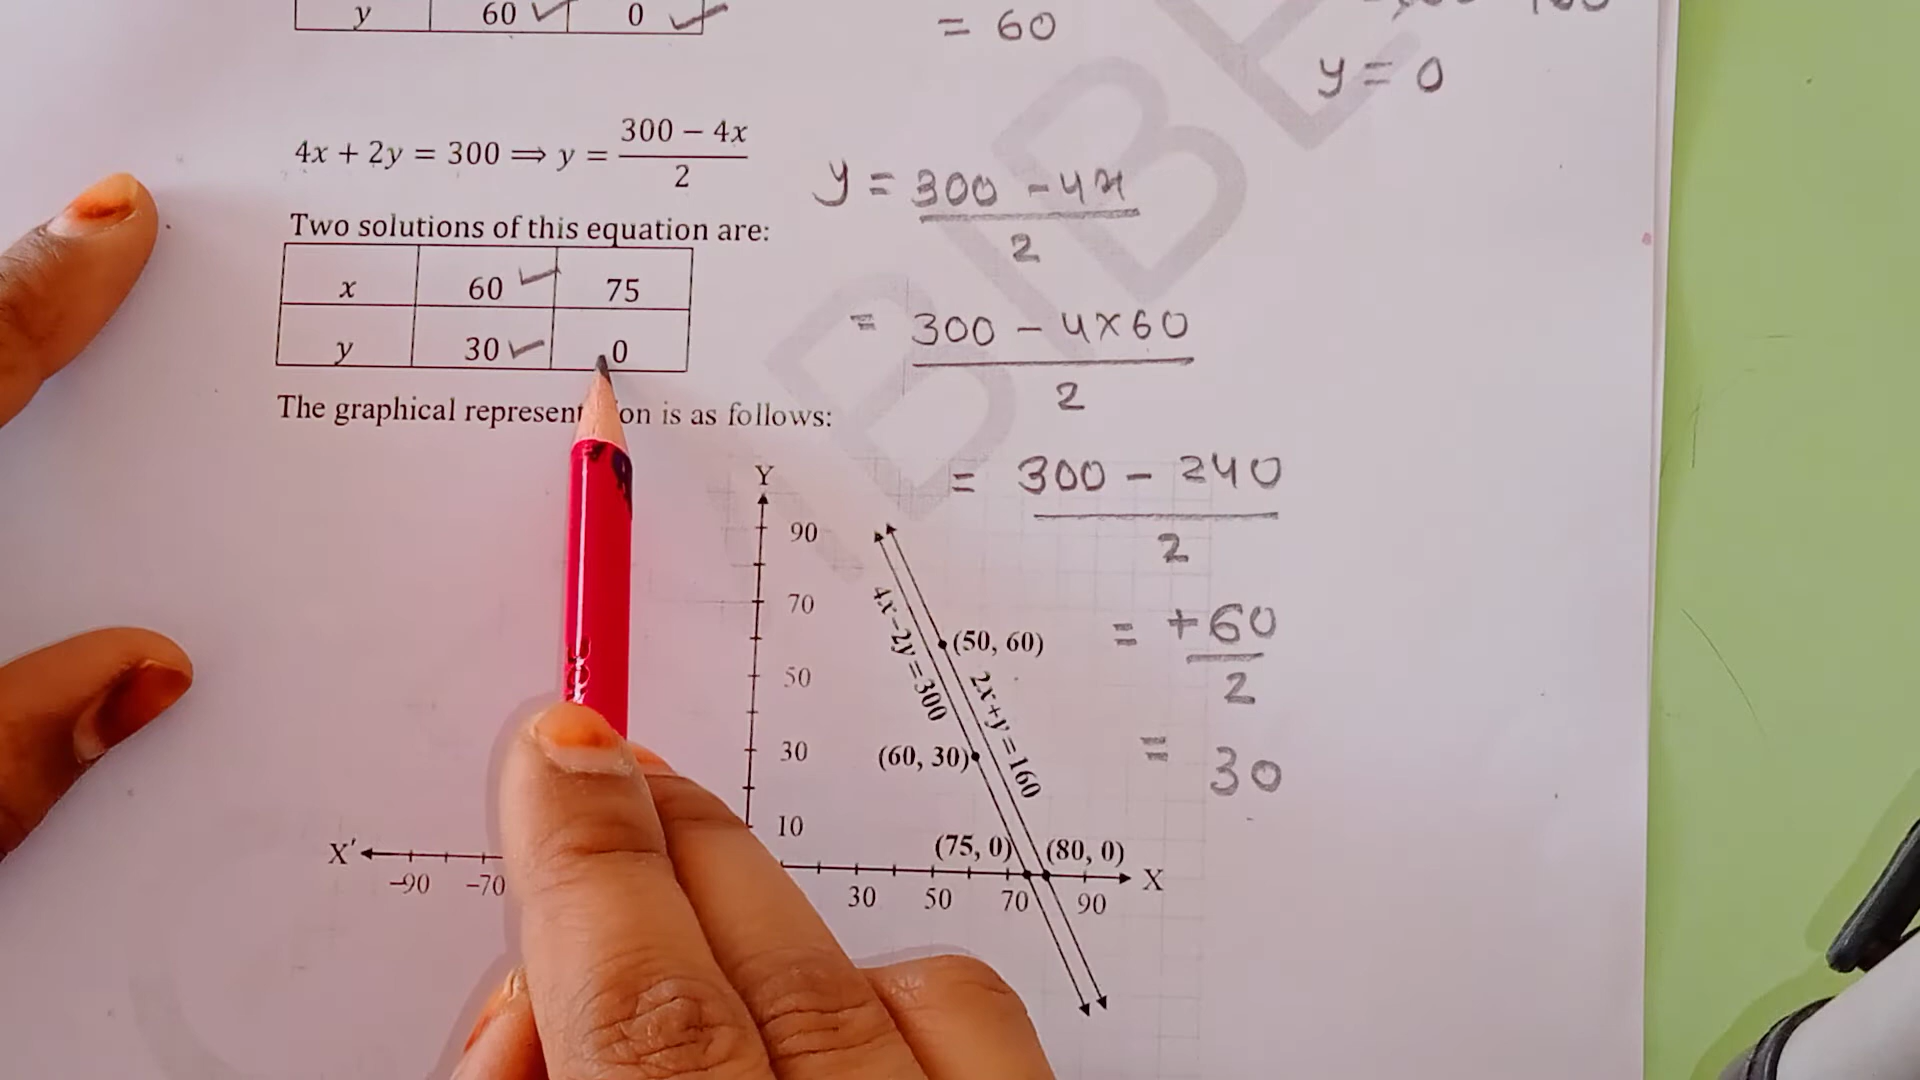 y 60 0
= 60
y = 0
4x + 2y = 300 ⟹ y = (300 − 4x)/2
Two solutions of this equation are:
x 60 75
y 30 0
The graphical represent on is as follows:
y = 300 - 4x
2
= 300 - 4×60
2
= 300 - 240
2
= +60
2
= 30
Y
90
70
50
30
10
4x−2y=300
2x+y=160
(50, 60)
(60, 30)
(75, 0) (80, 0)
X′ X
−90 −70 30 50 70 90